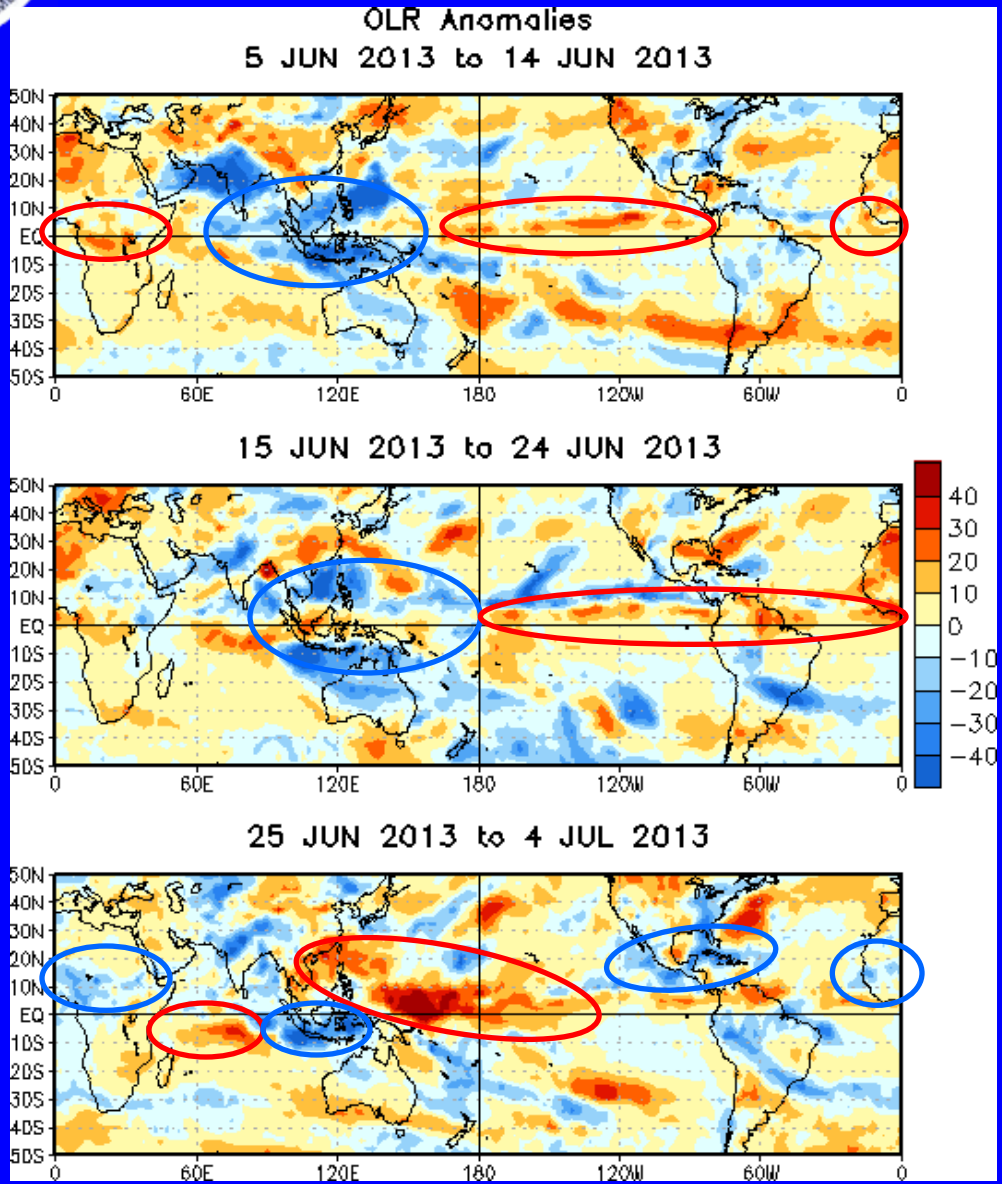 OLR Anomalies
5 JUN 2013 to 14 JUN 2013
50N
40N
30N
20N
10N
EQ
10S
20S
30S
40S
50S
0 60E 120E 180 120W 60W 0
15 JUN 2013 to 24 JUN 2013
50N
40N
30N
20N
10N
EQ
10S
20S
30S
40S
50S
0 60E 120E 180 120W 60W 0
40
30
20
10
0
-10
-20
-30
-40
25 JUN 2013 to 4 JUL 2013
50N
40N
30N
20N
10N
EQ
10S
20S
30S
40S
50S
0 60E 120E 180 120W 60W 0